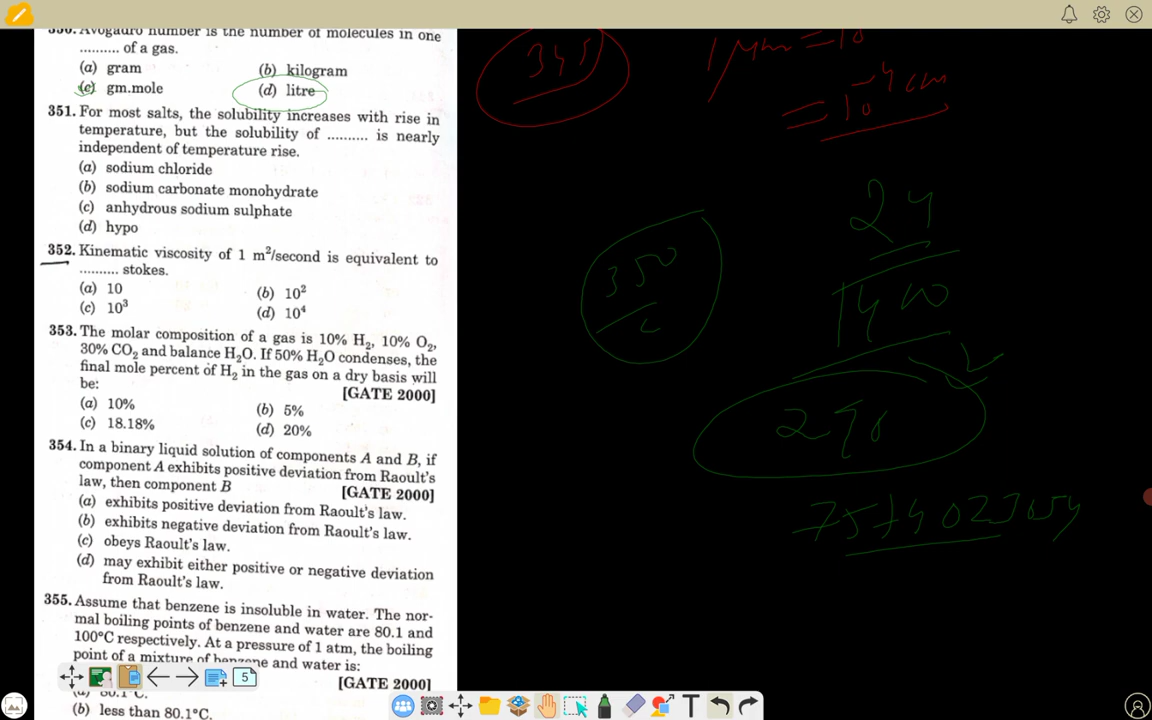 350. Avogadro number is the number of molecules in one
.......... of a gas.
(a) gram (b) kilogram
(c) gm.mole (d) litre
351. For most salts, the solubility increases with rise in
temperature, but the solubility of .......... is nearly
independent of temperature rise.
(a) sodium chloride
(b) sodium carbonate monohydrate
(c) anhydrous sodium sulphate
(d) hypo
352. Kinematic viscosity of 1 m²/second is equivalent to
.......... stokes.
(a) 10 (b) 10²
(c) 10³ (d) 10⁴
353. The molar composition of a gas is 10% H₂, 10% O₂,
30% CO₂ and balance H₂O. If 50% H₂O condenses, the
final mole percent of H₂ in the gas on a dry basis will
be: [GATE 2000]
(a) 10% (b) 5%
(c) 18.18% (d) 20%
354. In a binary liquid solution of components A and B, if
component A exhibits positive deviation from Raoult's
law, then component B [GATE 2000]
(a) exhibits positive deviation from Raoult's law.
(b) exhibits negative deviation from Raoult's law.
(c) obeys Raoult's law.
(d) may exhibit either positive or negative deviation
from Raoult's law.
355. Assume that benzene is insoluble in water. The nor-
mal boiling points of benzene and water are 80.1 and
100°C respectively. At a pressure of 1 atm, the boiling
point of a mixture of benzene and water is:
[GATE 2000]
(a) 80.1°C.
(b) less than 80.1°C.
5
345
= 10⁻⁴ cm
350
c
24